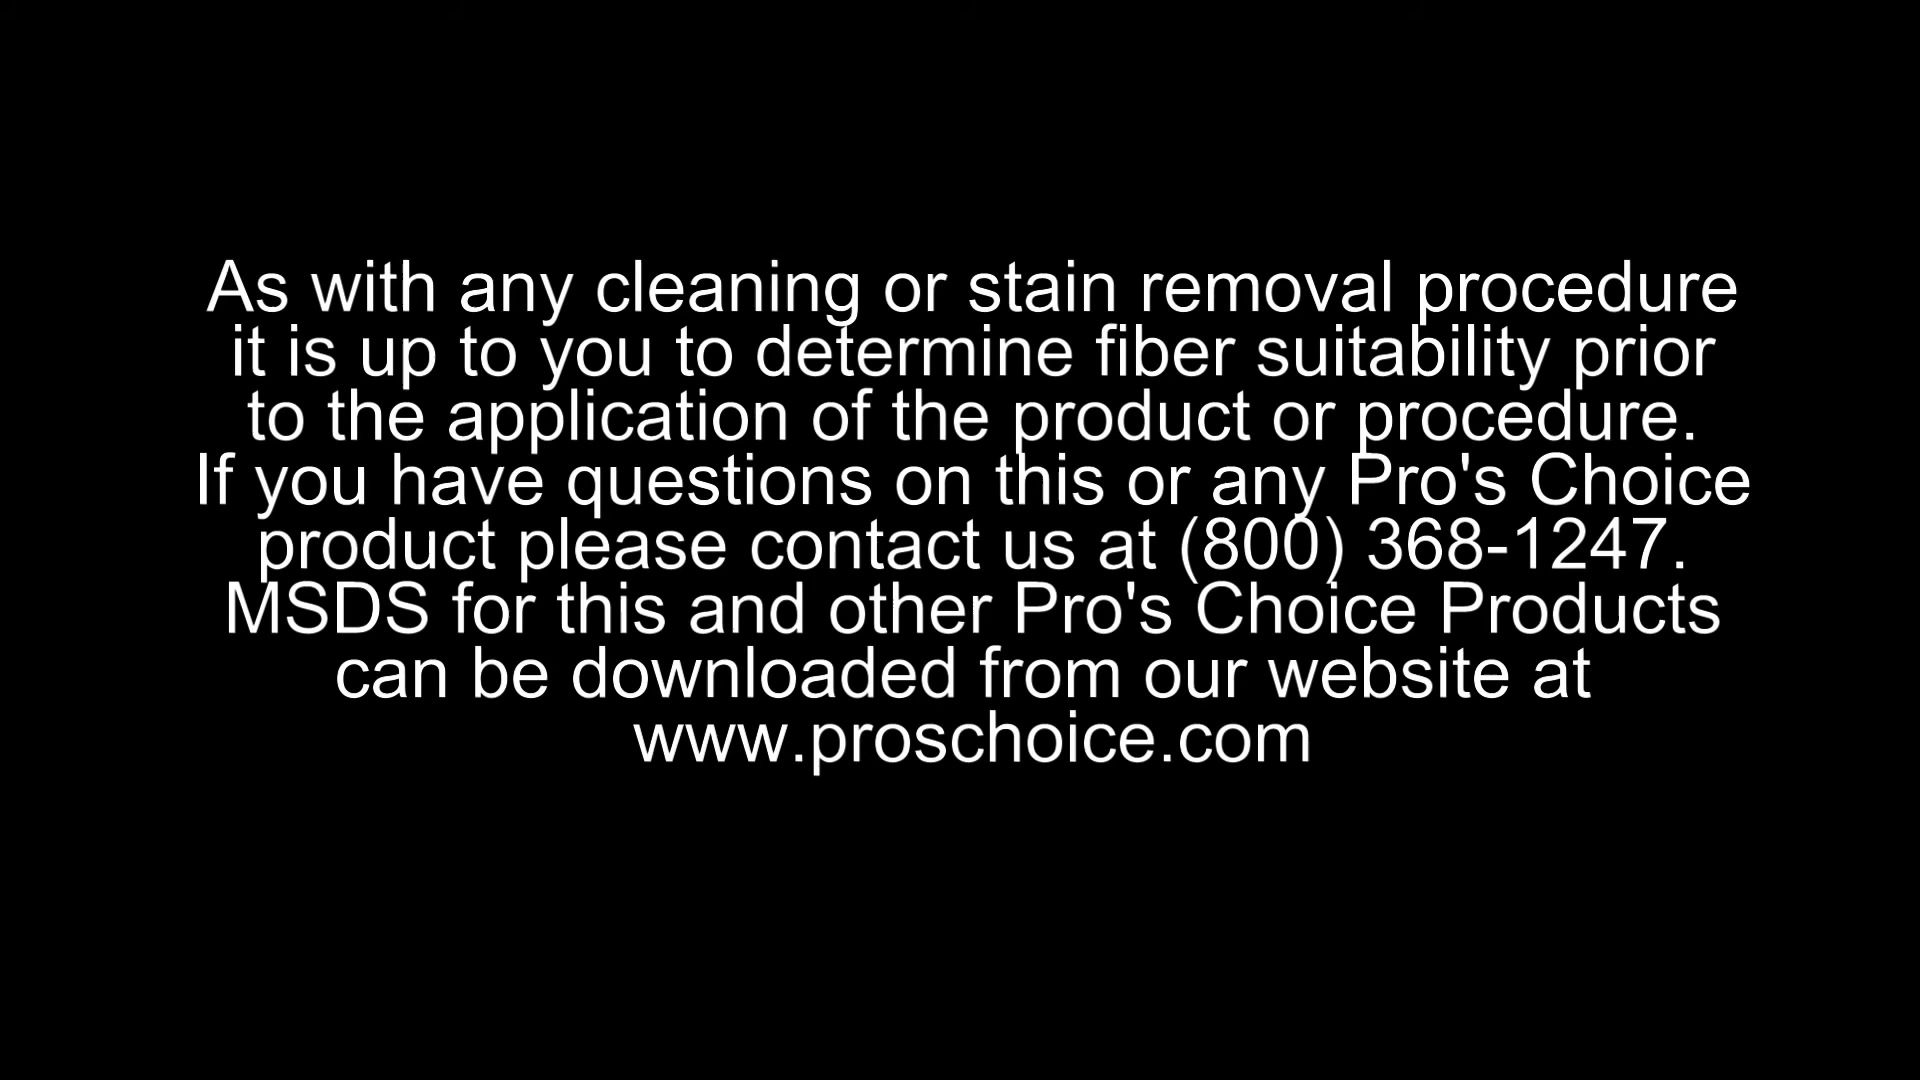 As with any cleaning or stain removal procedure
it is up to you to determine fiber suitability prior
to the application of the product or procedure.
If you have questions on this or any Pro's Choice
product please contact us at (800) 368-1247.
MSDS for this and other Pro's Choice Products
can be downloaded from our website at
www.proschoice.com